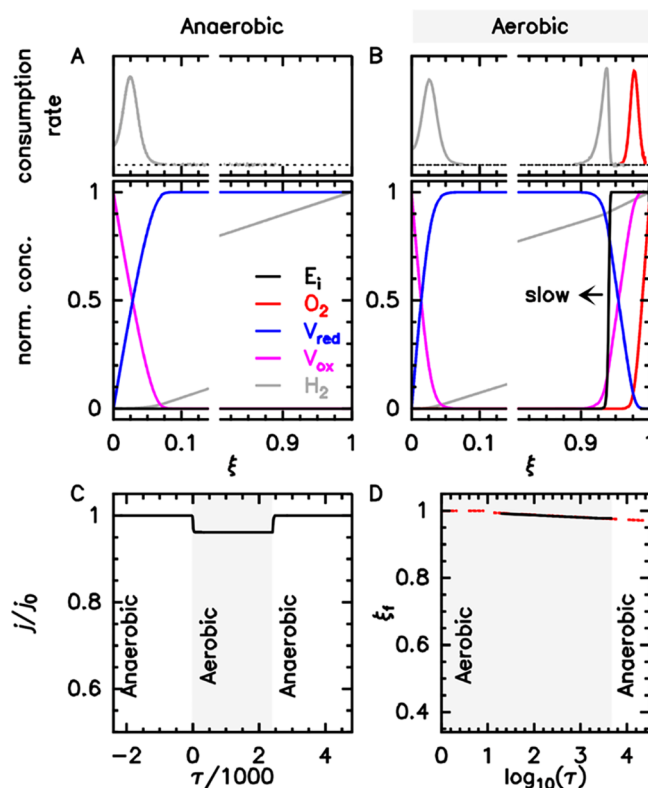 Anaerobic Aerobic
A B
consumption
rate
norm. conc.
1 0.5 0
E_i
O_2
V_red
V_ox
H_2
slow
0 0.1 0.9 1 0 0.1 0.9 1
ξ ξ
C D
j/j_0
1 0.9 0.8 0.7 0.6
Anaerobic Aerobic Anaerobic
-2 0 2 4
τ/1000
ξ_f
1 0.8 0.6 0.4
Aerobic Anaerobic
0 1 2 3 4
log_10(τ)